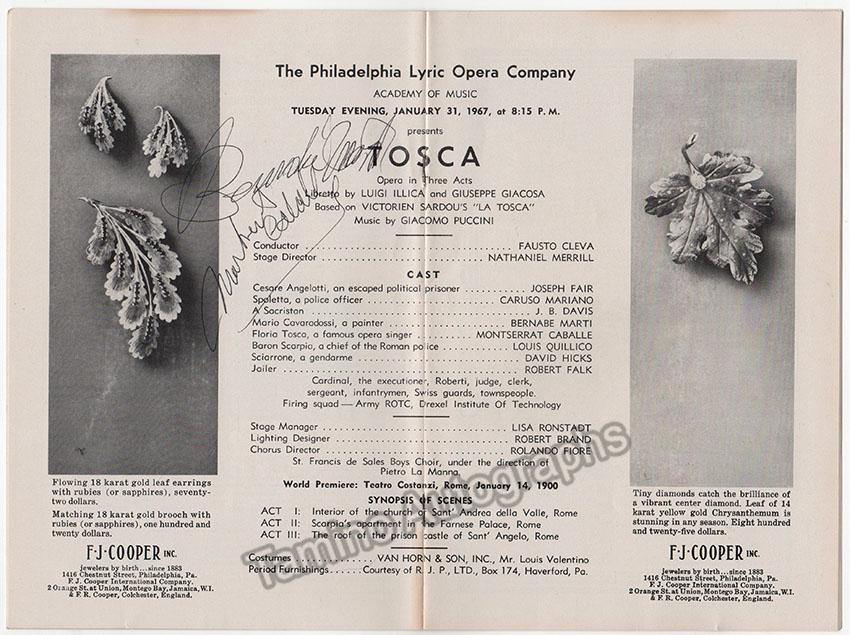 The Philadelphia Lyric Opera Company
ACADEMY OF MUSIC
TUESDAY EVENING, JANUARY 31, 1967, at 8:15 P. M.
presents
TOSCA
Opera in Three Acts
Libretto by LUIGI ILLICA and GIUSEPPE GIACOSA
Based on VICTORIEN SARDOU'S "LA TOSCA"
Music by GIACOMO PUCCINI
Conductor . . . . . . . . . . FAUSTO CLEVA
Stage Director . . . . . . . . . . NATHANIEL MERRILL
CAST
Cesare Angelotti, an escaped political prisoner . . . . . . . . . . JOSEPH FAIR
Spoletta, a police officer . . . . . . . . . . CARUSO MARIANO
A Sacristan . . . . . . . . . . J. B. DAVIS
Mario Cavaradossi, a painter . . . . . . . . . . BERNABE MARTI
Floria Tosca, a famous opera singer . . . . . . . . . . MONTSERRAT CABALLE
Baron Scarpia, a chief of the Roman police . . . . . . . . . . LOUIS QUILICO
Sciarrone, a gendarme . . . . . . . . . . DAVID HICKS
Jailer . . . . . . . . . . ROBERT FALK
Cardinal, the executioner, Roberti, judge, clerk,
sergeant, infantrymen, Swiss guards, townspeople.
Firing squad — Army ROTC, Drexel Institute Of Technology
Stage Manager . . . . . . . . . . LISA RONSTADT
Lighting Designer . . . . . . . . . . ROBERT BRAND
Chorus Director . . . . . . . . . . ROLANDO FIORE
St. Francis de Sales Boys Choir, under the direction of
Pietro La Manna
World Premiere: Teatro Costanzi, Rome, January 14, 1900
SYNOPSIS OF SCENES
ACT I: Interior of the church of Sant' Andrea della Valle, Rome
ACT II: Scarpia's apartment in the Farnese Palace, Rome
ACT III: The roof of the prison castle of Sant' Angelo, Rome
Costumes . . . . . . . . . . VAN HORN & SON, INC., Mr. Louis Valentino
Period Furnishings . . . . . . Courtesy of R. J. P., LTD., Box 174, Haverford, Pa.
Flowing 18 karat gold leaf earrings
with rubies (or sapphires), seventy-
two dollars.
Matching 18 karat gold brooch with
rubies (or sapphires), one hundred and
twenty dollars.
F·J·COOPER INC.
jewelers by birth...since 1883
1416 Chestnut Street, Philadelphia, Pa.
F. J. Cooper International Company.
2 Orange St. at Union, Montego Bay, Jamaica, W.I.
& F. R. Cooper, Colchester, England.
Tiny diamonds catch the brilliance of
a vibrant center diamond. Leaf of 14
karat yellow gold Chrysanthemum is
stunning in any season. Eight hundred
and twenty-five dollars.
F·J·COOPER INC.
jewelers by birth...since 1883
1416 Chestnut Street, Philadelphia, Pa.
F. J. Cooper International Company.
2 Orange St. at Union, Montego Bay, Jamaica, W.I.
& F. R. Cooper, Colchester, England.
Tamino Autographs